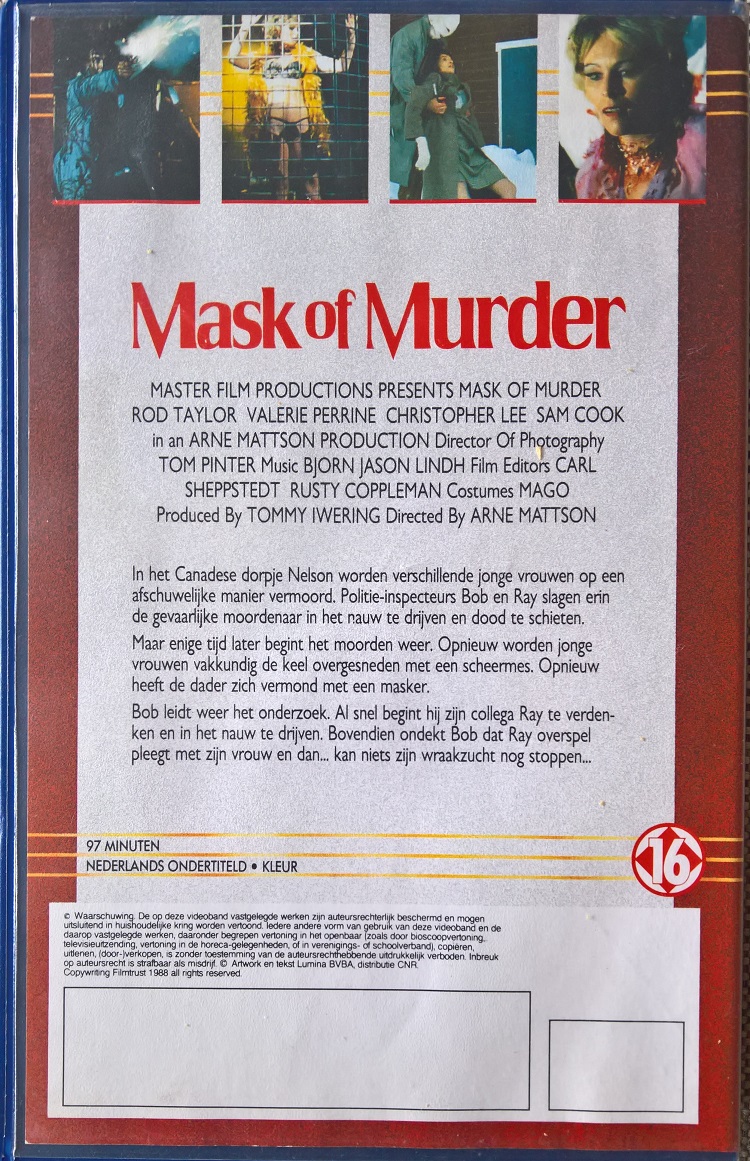 Mask of Murder
MASTER FILM PRODUCTIONS PRESENTS MASK OF MURDER
ROD TAYLOR VALERIE PERRINE CHRISTOPHER LEE SAM COOK
in an ARNE MATTSON PRODUCTION Director Of Photography
TOM PINTER Music BJORN JASON LINDH Film Editors CARL
SHEPPSTEDT RUSTY COPPLEMAN Costumes MAGO
Produced By TOMMY IWERING Directed By ARNE MATTSON
In het Canadese dorpje Nelson worden verschillende jonge vrouwen op een
afschuwelijke manier vermoord. Politie-inspecteurs Bob en Ray slagen erin
de gevaarlijke moordenaar in het nauw te drijven en dood te schieten.
Maar enige tijd later begint het moorden weer. Opnieuw worden jonge
vrouwen vakkundig de keel overgesneden met een scheermes. Opnieuw
heeft de dader zich vermond met een masker.
Bob leidt weer het onderzoek. Al snel begint hij zijn collega Ray te verden-
ken en in het nauw te drijven. Bovendien ondekt Bob dat Ray overspel
pleegt met zijn vrouw en dan... kan niets zijn wraakzucht nog stoppen...
97 MINUTEN
NEDERLANDS ONDERTITELD • KLEUR
16
© Waarschuwing. De op deze videoband vastgelegde werken zijn auteursrechterlijk beschermd en mogen
uitsluitend in huishoudelijke kring worden vertoond. Iedere andere vorm van gebruik van deze videoband en de
daarop vastgelegde werken, daaronder begrepen vertoning in het openbaar (zoals door bioscoopvertoning,
televisieuitzending, vertoning in de horeca-gelegenheden, of in verenigings- of schoolverband), copiëren,
uitlenen, (door-)verkopen, is zonder toestemming van de auteursrechthebbende uitdrukkelijk verboden. Inbreuk
op auteursrecht is strafbaar als misdrijf. © Artwork en tekst Lumina BVBA, distributie CNR.
Copywriting Filmtrust 1988 all rights reserved.